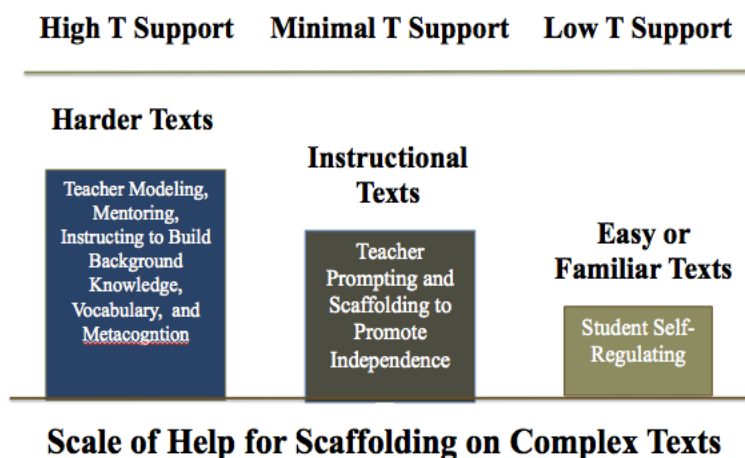 High T Support
Minimal T Support
Low T Support
Harder Texts
Teacher Modeling,
Mentoring,
Instructing to Build
Background
Knowledge,
Vocabulary, and
Metacogntion
Instructional
Texts
Teacher
Prompting and
Scaffolding to
Promote
Independence
Easy or
Familiar Texts
Student Self-
Regulating
Scale of Help for Scaffolding on Complex Texts